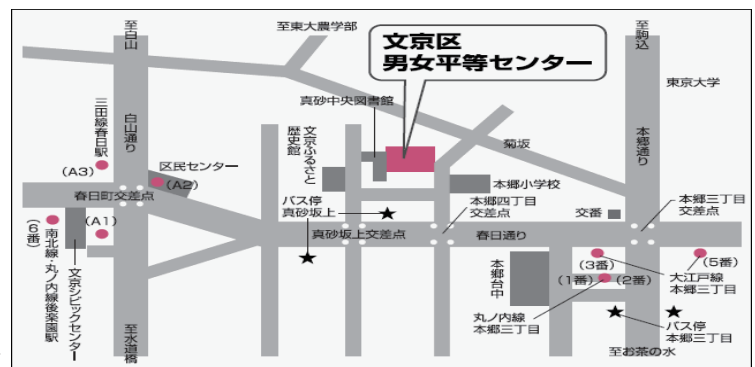 至白山
至東大農学部
文京区
男女平等センター
至駒込
東京大学
真砂中央図書館
三田線春日駅
白山通り
文京ふるさと
歴史館
菊坂
本郷通り
(A3)
区民センター
(A2)
本郷小学校
春日町交差点
バス停
真砂坂上
本郷四丁目
交差点
交番
本郷三丁目
交差点
(6番)
(A1)
真砂坂上交差点
春日通り
南北線・丸ノ内線後楽園駅
文京シビックセンター
本郷台中
(3番)
(5番)
大江戸線
本郷三丁目
(1番)
(2番)
丸ノ内線
本郷三丁目
バス停
本郷三丁目
至水道橋
至お茶の水